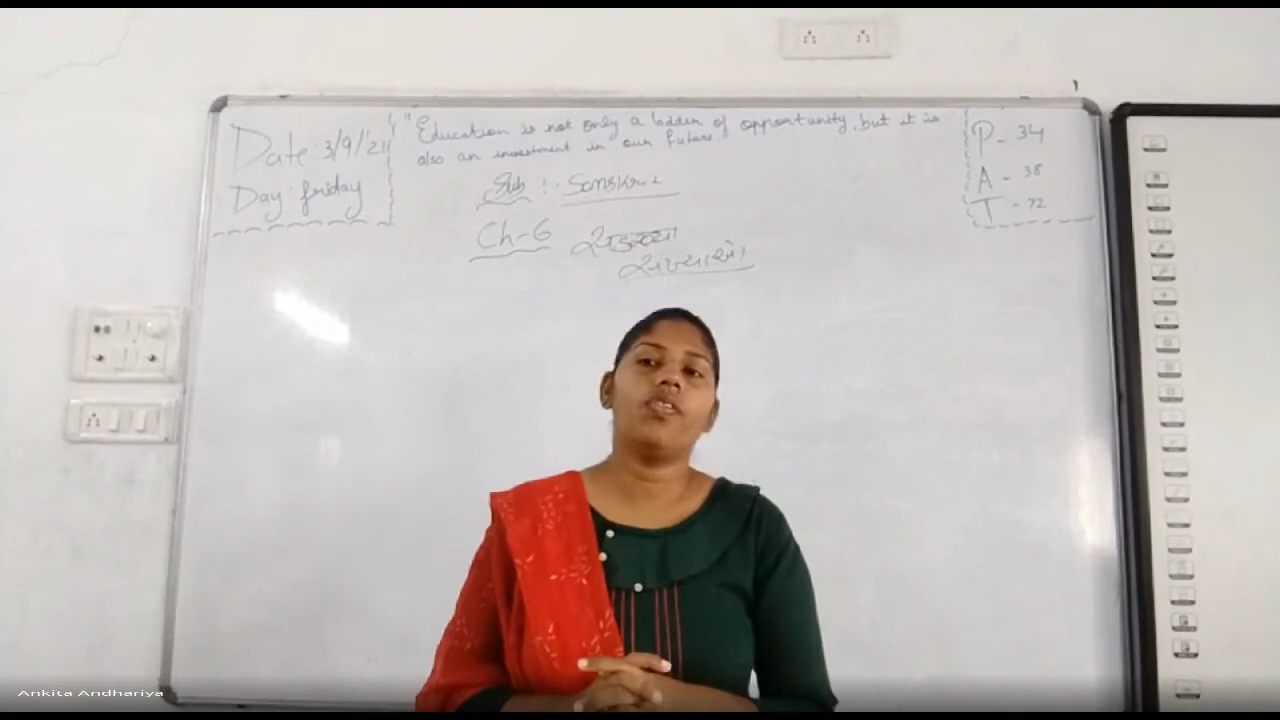 Date 3/9/'21
Day: friday
"Education is not only a ladder of opportunity, but it is
also an investment in our future.
Sub :- Sanskrit
Ch-6
P - 34
A - 38
T - 72
Ankita Andhariya